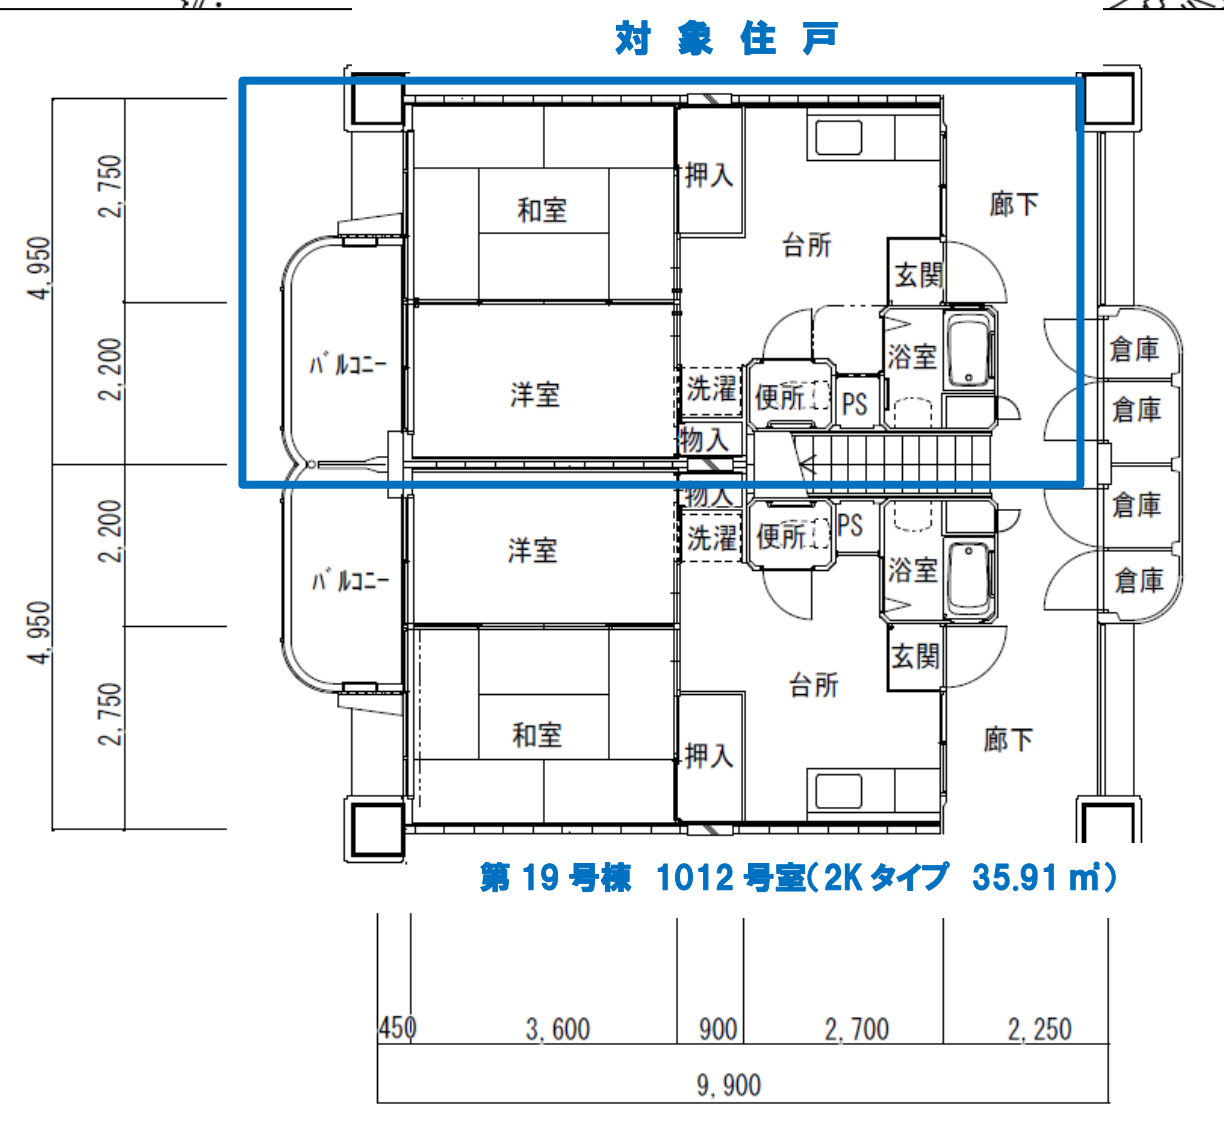 対象住戸
2,750
4,950
2,200
2,200
4,950
2,750
和室
押入
台所
廊下
玄関
バルコニー
洋室
洗濯
便所
PS
浴室
物入
倉庫
倉庫
倉庫
倉庫
物入
洗濯
便所
PS
浴室
洋室
バルコニー
玄関
台所
和室
押入
廊下
第19号棟 1012号室(2Kタイプ 35.91㎡)
450
3,600
900
2,700
2,250
9,900